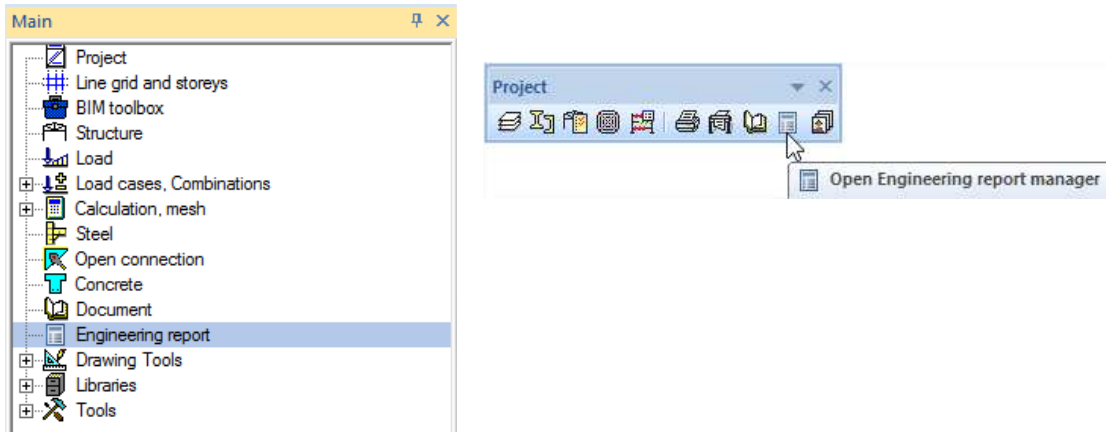 Main
Project
Line grid and storeys
BIM toolbox
Structure
Load
Load cases, Combinations
Calculation, mesh
Steel
Open connection
Concrete
Document
Engineering report
Drawing Tools
Libraries
Tools
Project
Open Engineering report manager